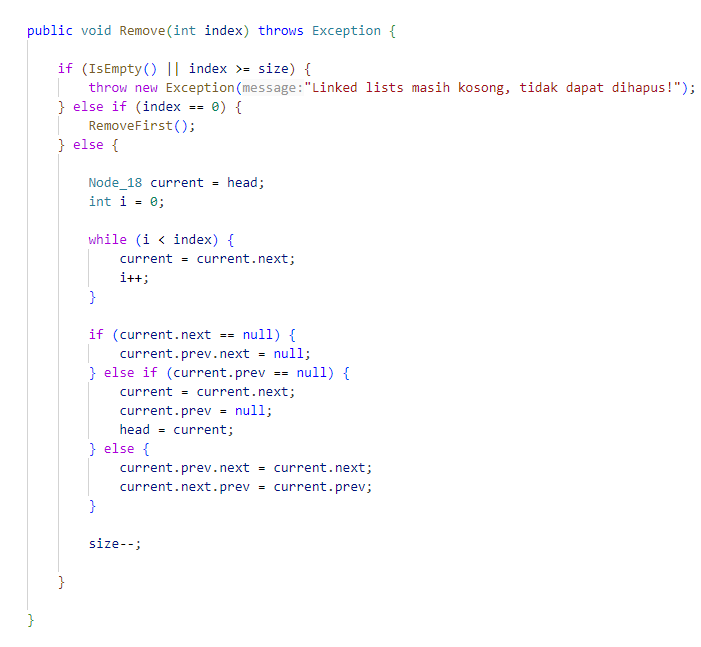 public void Remove(int index) throws Exception {
if (IsEmpty() || index >= size) {
throw new Exception(message:"Linked lists masih kosong, tidak dapat dihapus!");
} else if (index == 0) {
RemoveFirst();
} else {
Node_18 current = head;
int i = 0;
while (i < index) {
current = current.next;
i++;
}
if (current.next == null) {
current.prev.next = null;
} else if (current.prev == null) {
current = current.next;
current.prev = null;
head = current;
} else {
current.prev.next = current.next;
current.next.prev = current.prev;
}
size--;
}
}